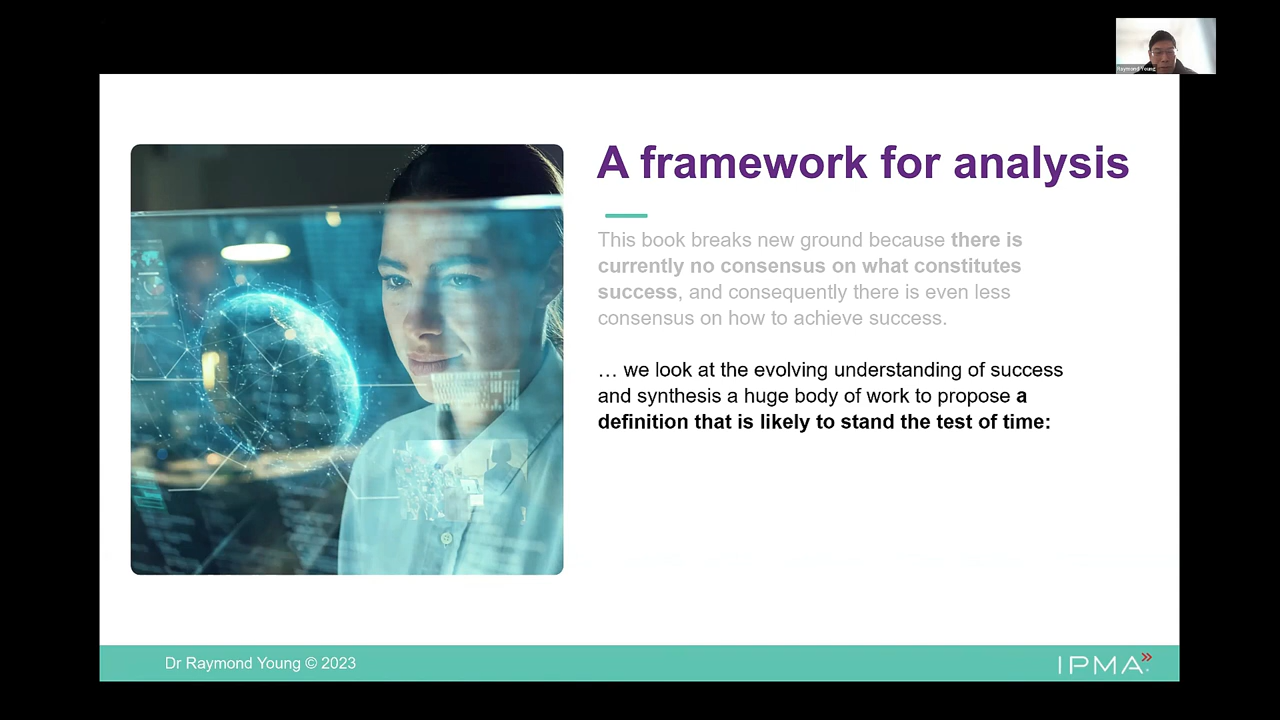 Raymond Young
A framework for analysis
This book breaks new ground because there is
currently no consensus on what constitutes
success, and consequently there is even less
consensus on how to achieve success.
… we look at the evolving understanding of success
and synthesis a huge body of work to propose a
definition that is likely to stand the test of time:
Dr Raymond Young © 2023
IPMA